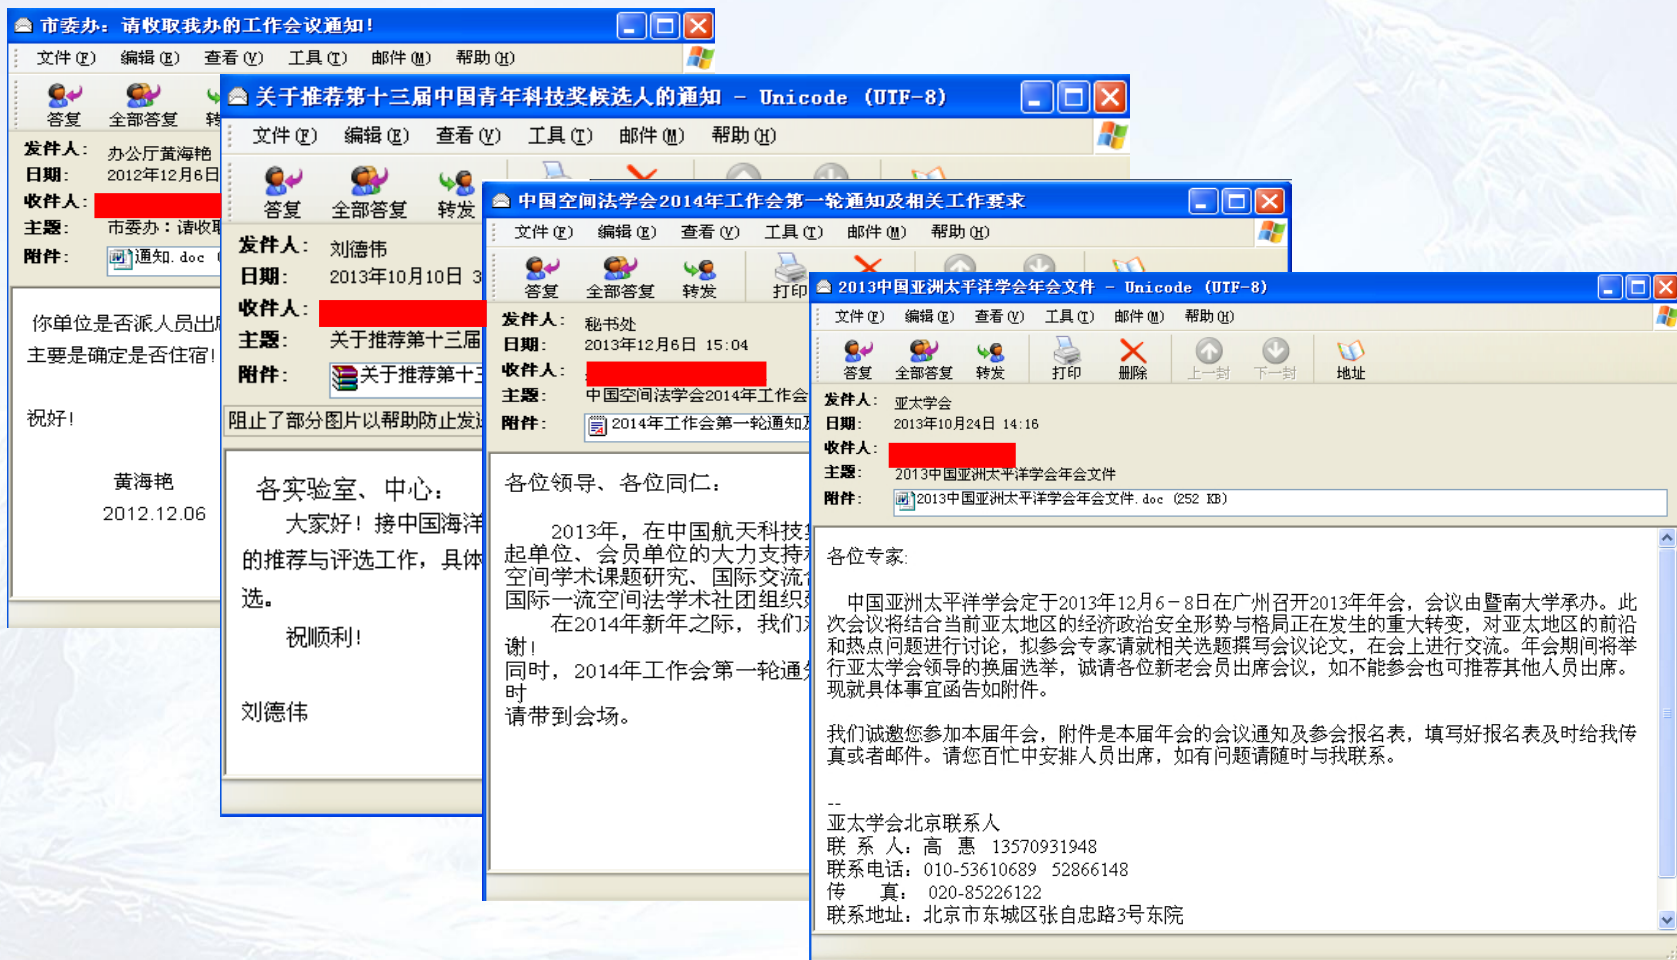 市委办：请收取我办的工作会议通知！
文件(F) 编辑(E) 查看(V) 工具(T) 邮件(M) 帮助(H)
答复 全部答复
发件人： 办公厅黄海艳
日期： 2012年12月6日
收件人：
主题： 市委办：请收取
附件： 通知.doc
你单位是否派人员出席
主要是确定是否住宿！
祝好！
黄海艳
2012.12.06
关于推荐第十三届中国青年科技奖候选人的通知 - Unicode (UTF-8)
文件(F) 编辑(E) 查看(V) 工具(T) 邮件(M) 帮助(H)
答复 全部答复 转发
发件人： 刘德伟
日期： 2013年10月10日
收件人：
主题： 关于推荐第十三届
附件： 关于推荐第十三
阻止了部分图片以帮助防止发送
各实验室、中心：
大家好！接中国海洋
的推荐与评选工作，具体
选。
祝顺利！
刘德伟
中国空间法学会2014年工作会第一轮通知及相关工作要求
文件(F) 编辑(E) 查看(V) 工具(T) 邮件(M) 帮助(H)
答复 全部答复 转发 打印
发件人： 秘书处
日期： 2013年12月6日 15:04
收件人：
主题： 中国空间法学会2014年工作会
附件： 2014年工作会第一轮通知及
各位领导、各位同仁：
2013年，在中国航天科技集
起单位、会员单位的大力支持和
空间学术课题研究、国际交流合
国际一流空间法学术社团组织建
在2014年新年之际，我们对
谢！
同时，2014年工作会第一轮通知
时
请带到会场。
2013中国亚洲太平洋学会年会文件 - Unicode (UTF-8)
文件(F) 编辑(E) 查看(V) 工具(T) 邮件(M) 帮助(H)
答复 全部答复 转发 打印 删除 上一封 下一封 地址
发件人： 亚太学会
日期： 2013年10月24日 14:16
收件人：
主题： 2013中国亚洲太平洋学会年会文件
附件： 2013中国亚洲太平洋学会年会文件.doc (252 KB)
各位专家:
中国亚洲太平洋学会定于2013年12月6－8日在广州召开2013年年会，会议由暨南大学承办。此
次会议将结合当前亚太地区的经济政治安全形势与格局正在发生的重大转变，对亚太地区的前沿
和热点问题进行讨论，拟参会专家请就相关选题撰写会议论文，在会上进行交流。年会期间将举
行亚太学会领导的换届选举，诚请各位新老会员出席会议，如不能参会也可推荐其他人员出席。
现就具体事宜函告如附件。
我们诚邀您参加本届年会，附件是本届年会的会议通知及参会报名表，填写好报名表及时给我传
真或者邮件。请您百忙中安排人员出席，如有问题请随时与我联系。
--
亚太学会北京联系人
联 系 人：高 惠 13570931948
联系电话：010-53610689 52866148
传 真： 020-85226122
联系地址：北京市东城区张自忠路3号东院